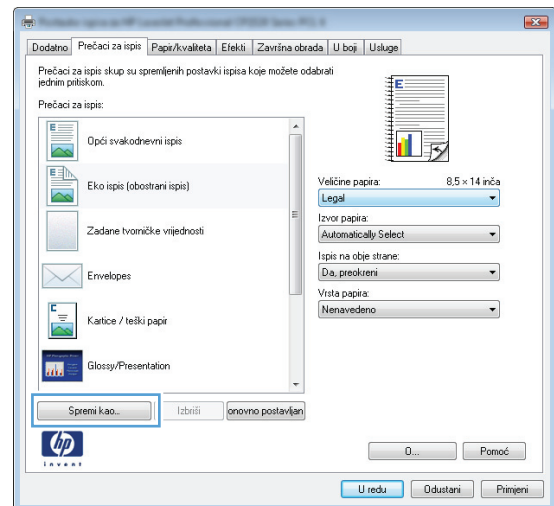 Dodatno Prečaci za ispis Papir/kvaliteta Efekti Završna obrada U boji Usluge
Prečaci za ispis skup su spremljenih postavki ispisa koje možete odabrati
jednim pritiskom.
Prečaci za ispis:
Opći svakodnevni ispis
Eko ispis (obostrani ispis)
Zadane tvorničke vrijednosti
Envelopes
Kartice / teški papir
Glossy/Presentation
Spremi kao...
Izbriši
onovno postavljan
Veličine papira: 8,5 × 14 inča
Legal
Izvor papira:
Automatically Select
Ispis na obje strane:
Da, preokreni
Vrsta papira:
Nenavedeno
hp
invent
O...
Pomoć
U redu
Odustani
Primjeni